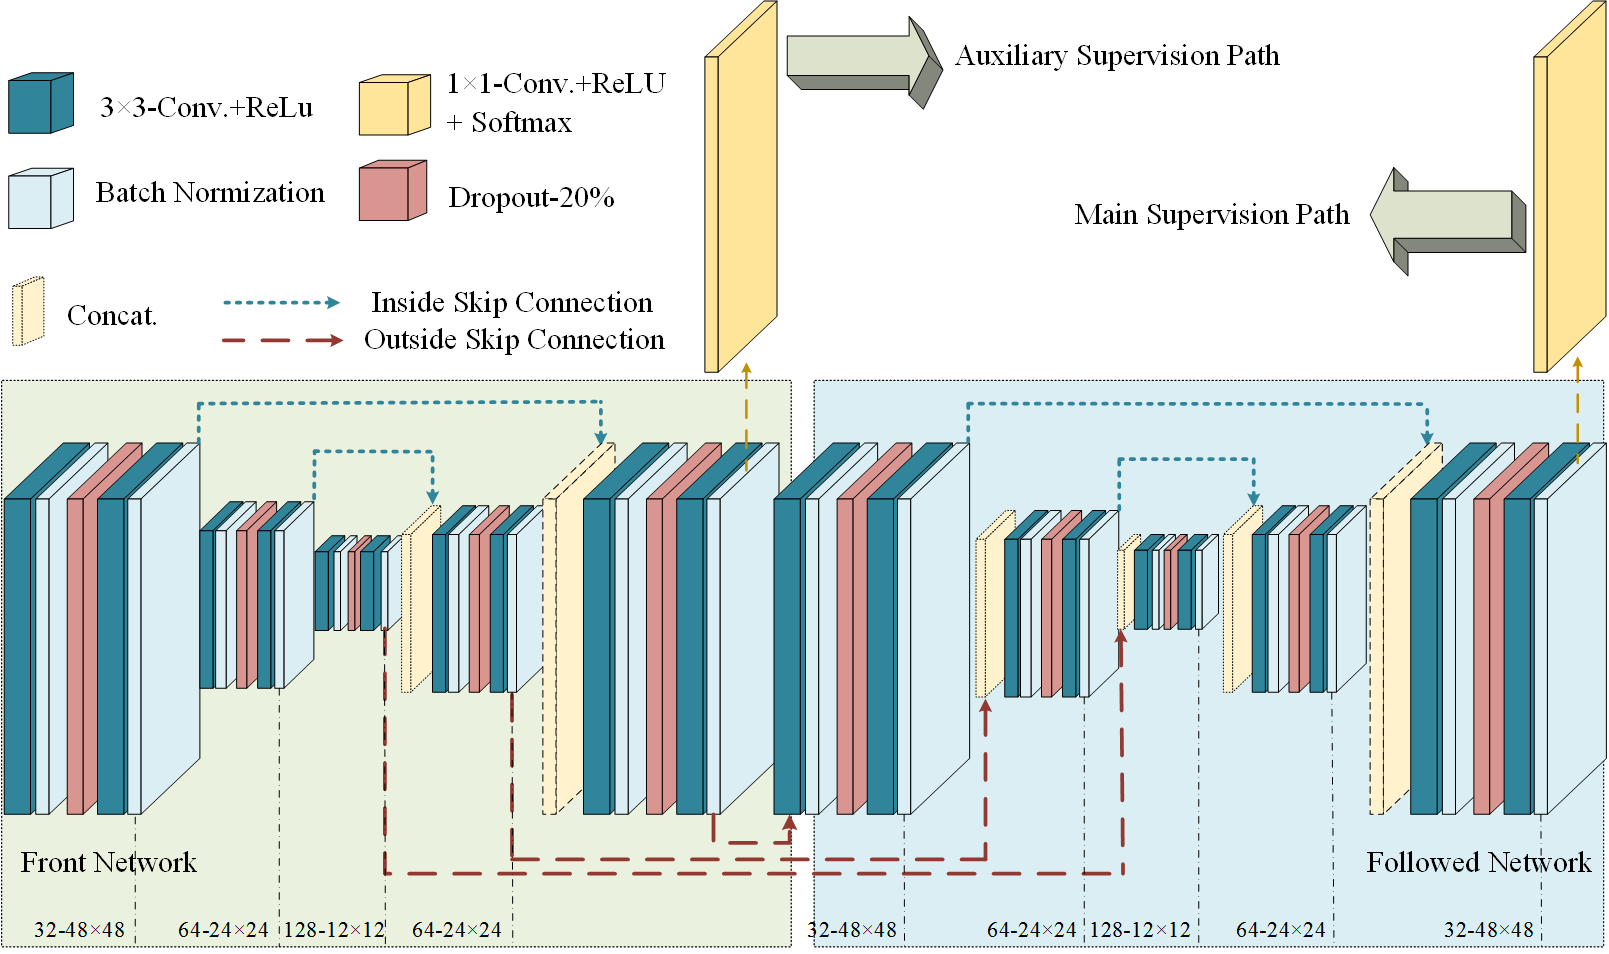 3×3-Conv.+ReLu
1×1-Conv.+ReLU
+ Softmax
Batch Normization
Dropout-20%
Concat.
Inside Skip Connection
Outside Skip Connection
Auxiliary Supervision Path
Main Supervision Path
Front Network
Followed Network
32-48×48
64-24×24
128-12×12
64-24×24
32-48×48
64-24×24
128-12×12
64-24×24
32-48×48